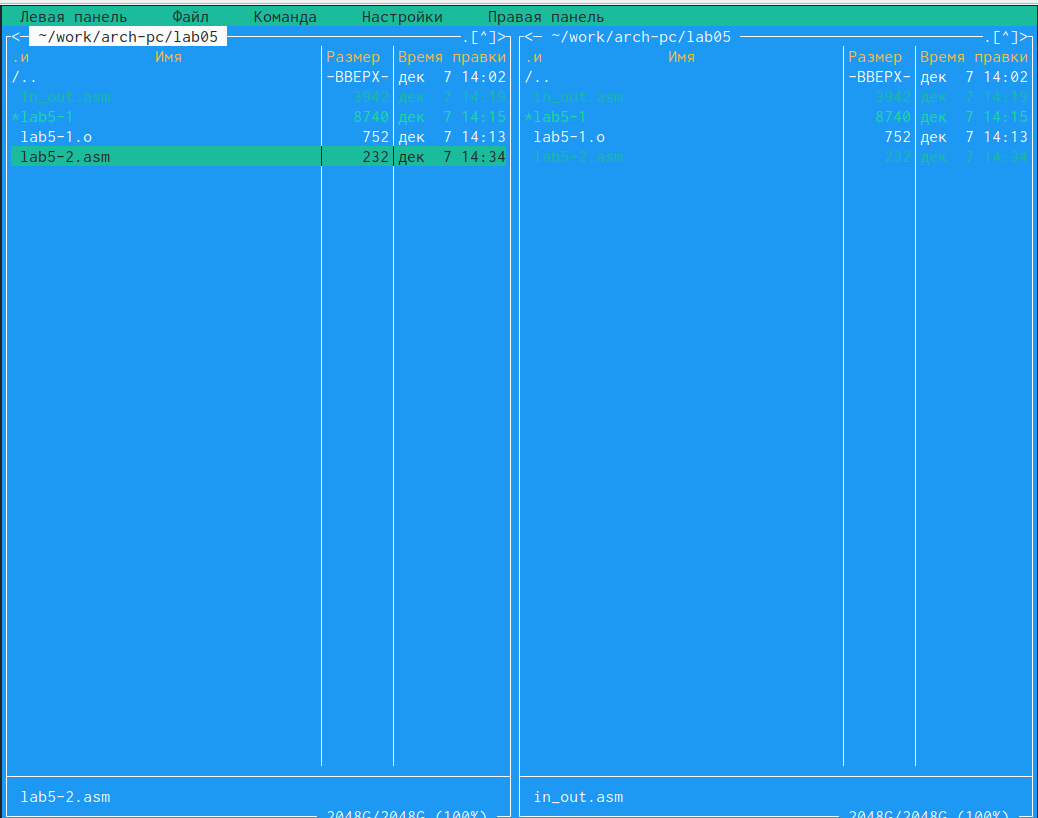 Левая панель Файл Команда Настройки Правая панель
<─ ~/work/arch-pc/lab05 ─.[^]>
.и Имя Размер Время правки
/.. -ВВЕРХ- дек 7 14:02
in_out.asm 3942 дек 7 14:19
*lab5-1 8740 дек 7 14:15
lab5-1.o 752 дек 7 14:13
lab5-2.asm 232 дек 7 14:34
lab5-2.asm
2048G/2048G (100%)
<─ ~/work/arch-pc/lab05 ─.[^]>
.и Имя Размер Время правки
/.. -ВВЕРХ- дек 7 14:02
in_out.asm 3942 дек 7 14:19
*lab5-1 8740 дек 7 14:15
lab5-1.o 752 дек 7 14:13
lab5-2.asm 232 дек 7 14:34
in_out.asm
2048G/2048G (100%)